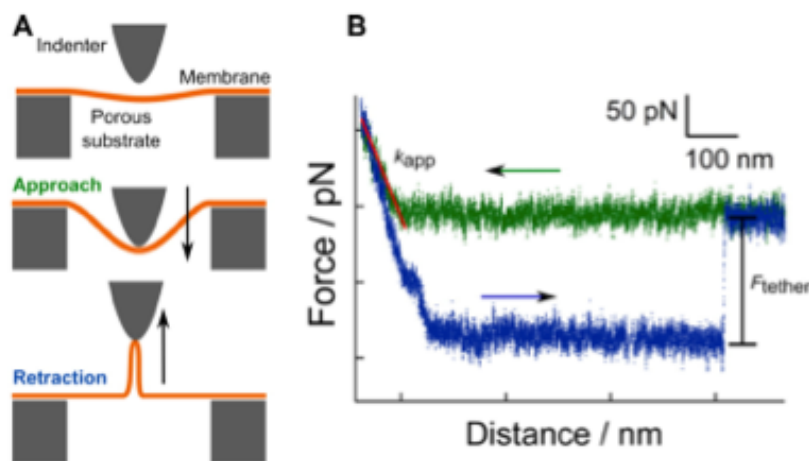 A
Indenter
Membrane
Porous
substrate
Approach
Retraction
B
50 pN
100 nm
k app
F tether
Force / pN
Distance / nm